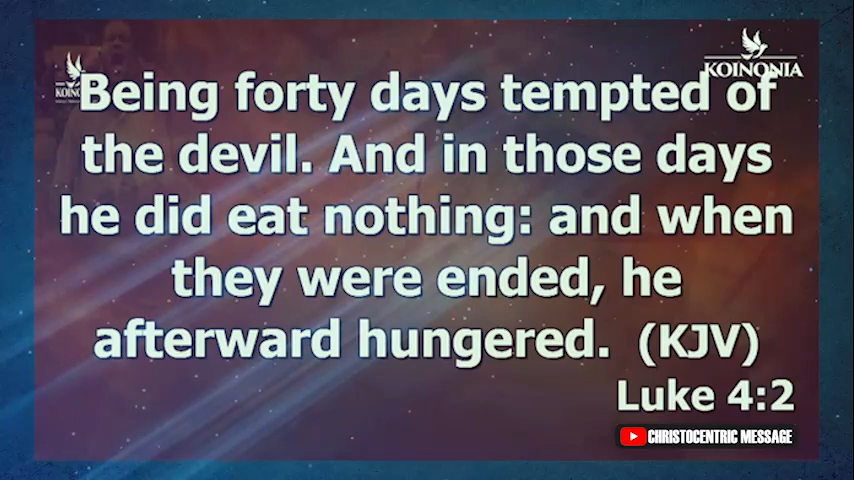 KOINONIA
Being forty days tempted of
the devil. And in those days
he did eat nothing: and when
they were ended, he
afterward hungered. (KJV)
Luke 4:2
CHRISTOCENTRIC MESSAGE